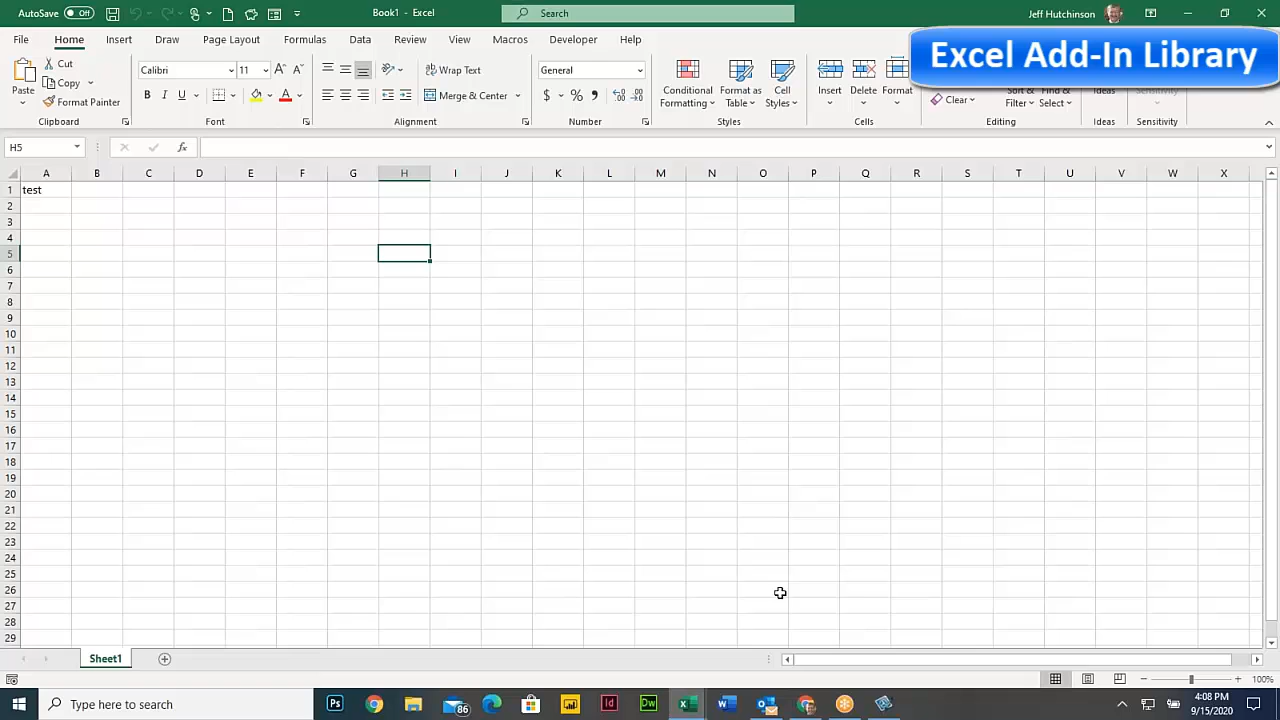 AutoSave Off Book1 - Excel Search Jeff Hutchinson
File Home Insert Draw Page Layout Formulas Data Review View Developer Macros Help
Excel Add-In Library
Paste Cut Copy Format Painter
Calibri 11
B I U A
Wrap Text
Merge & Center
General
$ % ,
Conditional Formatting Format as Table Cell Styles
Insert Delete Format
Clear Sort & Filter Find & Select Ideas Sensitivity
Clipboard Font Alignment Number Styles Cells Editing Ideas Sensitivity
H5 fx
A B C D E F G H I J K L M N O P Q R S T U V W X
1 test
2
3
4
5
6
7
8
9
10
11
12
13
14
15
16
17
18
19
20
21
22
23
24
25
26
27
28
29
Sheet1
100%
Type here to search Ps 86 Id Dw 4:08 PM
9/15/2020